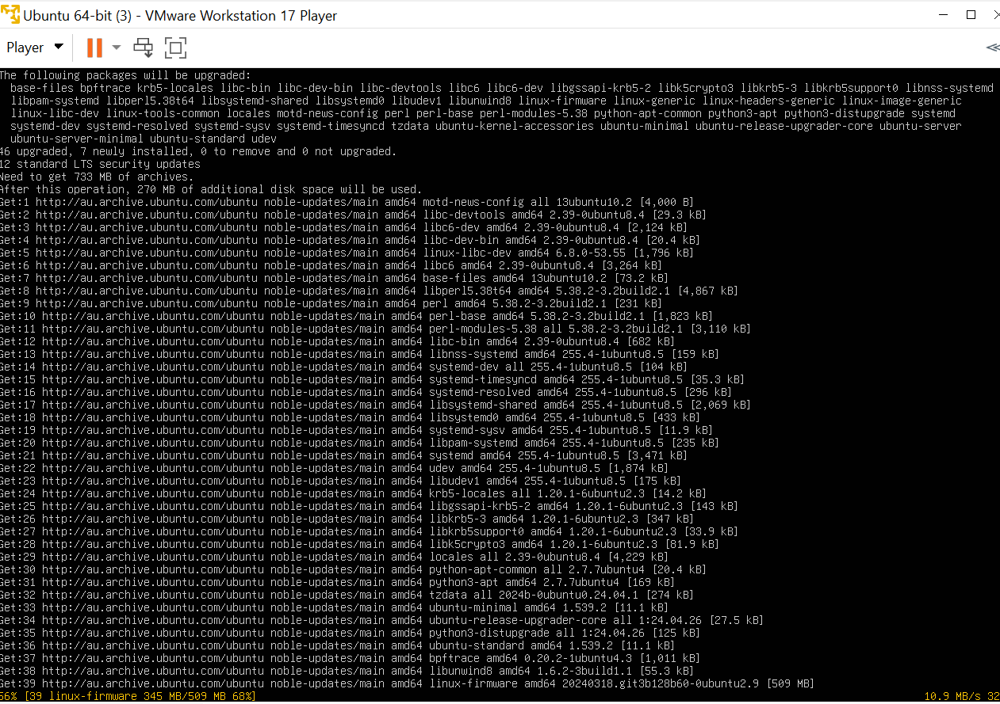 Ubuntu 64-bit (3) - VMware Workstation 17 Player
Player
The following packages will be upgraded:
base-files bpftrace krb5-locales libc-bin libc-dev-bin libc-devtools libc6 libc6-dev libgssapi-krb5-2 libk5crypto3 libkrb5-3 libkrb5support0 libnss-systemd
libpam-systemd libperl5.38t64 libsystemd-shared libsystemd0 libudev1 libunwind8 linux-firmware linux-generic linux-headers-generic linux-image-generic
linux-libc-dev linux-tools-common locales motd-news-config perl perl-base perl-modules-5.38 python-apt-common python3-apt python3-distupgrade systemd
systemd-dev systemd-resolved systemd-sysv systemd-timesyncd tzdata ubuntu-kernel-accessories ubuntu-minimal ubuntu-release-upgrader-core ubuntu-server
ubuntu-server-minimal ubuntu-standard udev
46 upgraded, 7 newly installed, 0 to remove and 0 not upgraded.
12 standard LTS security updates
Need to get 733 MB of archives.
After this operation, 270 MB of additional disk space will be used.
Get:1 http://au.archive.ubuntu.com/ubuntu noble-updates/main amd64 motd-news-config all 13ubuntu10.2 [4,000 B]
Get:2 http://au.archive.ubuntu.com/ubuntu noble-updates/main amd64 libc-devtools amd64 2.39-0ubuntu8.4 [29.3 kB]
Get:3 http://au.archive.ubuntu.com/ubuntu noble-updates/main amd64 libc6-dev amd64 2.39-0ubuntu8.4 [2,124 kB]
Get:4 http://au.archive.ubuntu.com/ubuntu noble-updates/main amd64 libc-dev-bin amd64 2.39-0ubuntu8.4 [20.4 kB]
Get:5 http://au.archive.ubuntu.com/ubuntu noble-updates/main amd64 linux-libc-dev amd64 6.8.0-53.55 [1,796 kB]
Get:6 http://au.archive.ubuntu.com/ubuntu noble-updates/main amd64 libc6 amd64 2.39-0ubuntu8.4 [3,264 kB]
Get:7 http://au.archive.ubuntu.com/ubuntu noble-updates/main amd64 base-files amd64 13ubuntu10.2 [73.2 kB]
Get:8 http://au.archive.ubuntu.com/ubuntu noble-updates/main amd64 libperl5.38t64 amd64 5.38.2-3.2build2.1 [4,867 kB]
Get:9 http://au.archive.ubuntu.com/ubuntu noble-updates/main amd64 perl amd64 5.38.2-3.2build2.1 [231 kB]
Get:10 http://au.archive.ubuntu.com/ubuntu noble-updates/main amd64 perl-base amd64 5.38.2-3.2build2.1 [1,823 kB]
Get:11 http://au.archive.ubuntu.com/ubuntu noble-updates/main amd64 perl-modules-5.38 all 5.38.2-3.2build2.1 [3,110 kB]
Get:12 http://au.archive.ubuntu.com/ubuntu noble-updates/main amd64 libc-bin amd64 2.39-0ubuntu8.4 [682 kB]
Get:13 http://au.archive.ubuntu.com/ubuntu noble-updates/main amd64 libnss-systemd amd64 255.4-1ubuntu8.5 [159 kB]
Get:14 http://au.archive.ubuntu.com/ubuntu noble-updates/main amd64 systemd-dev all 255.4-1ubuntu8.5 [104 kB]
Get:15 http://au.archive.ubuntu.com/ubuntu noble-updates/main amd64 systemd-timesyncd amd64 255.4-1ubuntu8.5 [35.3 kB]
Get:16 http://au.archive.ubuntu.com/ubuntu noble-updates/main amd64 systemd-resolved amd64 255.4-1ubuntu8.5 [296 kB]
Get:17 http://au.archive.ubuntu.com/ubuntu noble-updates/main amd64 libsystemd-shared amd64 255.4-1ubuntu8.5 [2,069 kB]
Get:18 http://au.archive.ubuntu.com/ubuntu noble-updates/main amd64 libsystemd0 amd64 255.4-1ubuntu8.5 [433 kB]
Get:19 http://au.archive.ubuntu.com/ubuntu noble-updates/main amd64 systemd-sysv amd64 255.4-1ubuntu8.5 [11.9 kB]
Get:20 http://au.archive.ubuntu.com/ubuntu noble-updates/main amd64 libpam-systemd amd64 255.4-1ubuntu8.5 [235 kB]
Get:21 http://au.archive.ubuntu.com/ubuntu noble-updates/main amd64 systemd amd64 255.4-1ubuntu8.5 [3,471 kB]
Get:22 http://au.archive.ubuntu.com/ubuntu noble-updates/main amd64 udev amd64 255.4-1ubuntu8.5 [1,874 kB]
Get:23 http://au.archive.ubuntu.com/ubuntu noble-updates/main amd64 libudev1 amd64 255.4-1ubuntu8.5 [175 kB]
Get:24 http://au.archive.ubuntu.com/ubuntu noble-updates/main amd64 krb5-locales all 1.20.1-6ubuntu2.3 [14.2 kB]
Get:25 http://au.archive.ubuntu.com/ubuntu noble-updates/main amd64 libgssapi-krb5-2 amd64 1.20.1-6ubuntu2.3 [143 kB]
Get:26 http://au.archive.ubuntu.com/ubuntu noble-updates/main amd64 libkrb5-3 amd64 1.20.1-6ubuntu2.3 [347 kB]
Get:27 http://au.archive.ubuntu.com/ubuntu noble-updates/main amd64 libkrb5support0 amd64 1.20.1-6ubuntu2.3 [33.9 kB]
Get:28 http://au.archive.ubuntu.com/ubuntu noble-updates/main amd64 libk5crypto3 amd64 1.20.1-6ubuntu2.3 [81.9 kB]
Get:29 http://au.archive.ubuntu.com/ubuntu noble-updates/main amd64 locales all 2.39-0ubuntu8.4 [4,229 kB]
Get:30 http://au.archive.ubuntu.com/ubuntu noble-updates/main amd64 python-apt-common all 2.7.7ubuntu4 [20.4 kB]
Get:31 http://au.archive.ubuntu.com/ubuntu noble-updates/main amd64 python3-apt amd64 2.7.7ubuntu4 [169 kB]
Get:32 http://au.archive.ubuntu.com/ubuntu noble-updates/main amd64 tzdata all 2024b-0ubuntu0.24.04.1 [274 kB]
Get:33 http://au.archive.ubuntu.com/ubuntu noble-updates/main amd64 ubuntu-minimal amd64 1.539.2 [11.1 kB]
Get:34 http://au.archive.ubuntu.com/ubuntu noble-updates/main amd64 ubuntu-release-upgrader-core all 1:24.04.26 [27.5 kB]
Get:35 http://au.archive.ubuntu.com/ubuntu noble-updates/main amd64 python3-distupgrade all 1:24.04.26 [125 kB]
Get:36 http://au.archive.ubuntu.com/ubuntu noble-updates/main amd64 ubuntu-standard amd64 1.539.2 [11.1 kB]
Get:37 http://au.archive.ubuntu.com/ubuntu noble-updates/main amd64 bpftrace amd64 0.20.2-1ubuntu4.3 [1,011 kB]
Get:38 http://au.archive.ubuntu.com/ubuntu noble-updates/main amd64 libunwind8 amd64 1.6.2-3build1.1 [55.3 kB]
Get:39 http://au.archive.ubuntu.com/ubuntu noble-updates/main amd64 linux-firmware amd64 20240318.git3b128b60-0ubuntu2.9 [509 MB]
56% [39 linux-firmware 345 MB/509 MB 68%] 10.9 MB/s 32